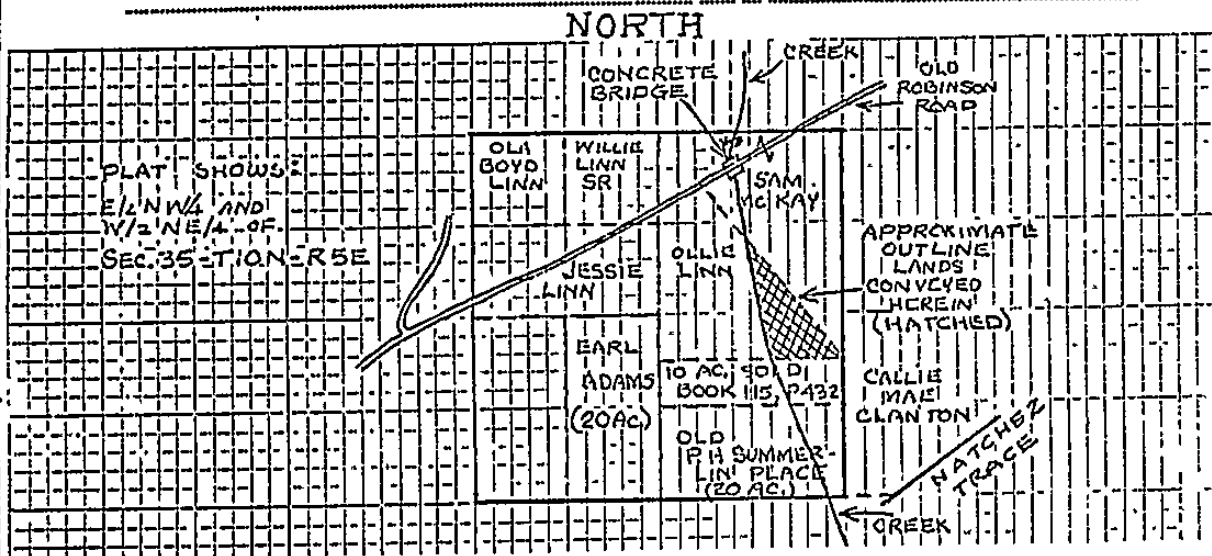 NORTH
CREEK
CONCRETE
BRIDGE
OLD
ROBINSON
ROAD
PLAT SHOWS:
E/2 NW/4 AND
W/2 NE/4 OF
SEC. 35-T10N-R5E
BOYD
LINN
WILLIE
LINN
SR
SAM
McKAY
OLLIE
LINN
JESSIE
LINN
APPROXIMATE
OUTLINE
LANDS
CONVEYED
HEREIN
(HATCHED)
EARL
ADAMS
(20 AC)
10 AC. SOLD
BOOK 115, P432
CALLIE
MAE
CLANTON
NATCHEZ
TRACE
OLD
P H SUMMER-
LIN PLACE
(20 AC.)
CREEK